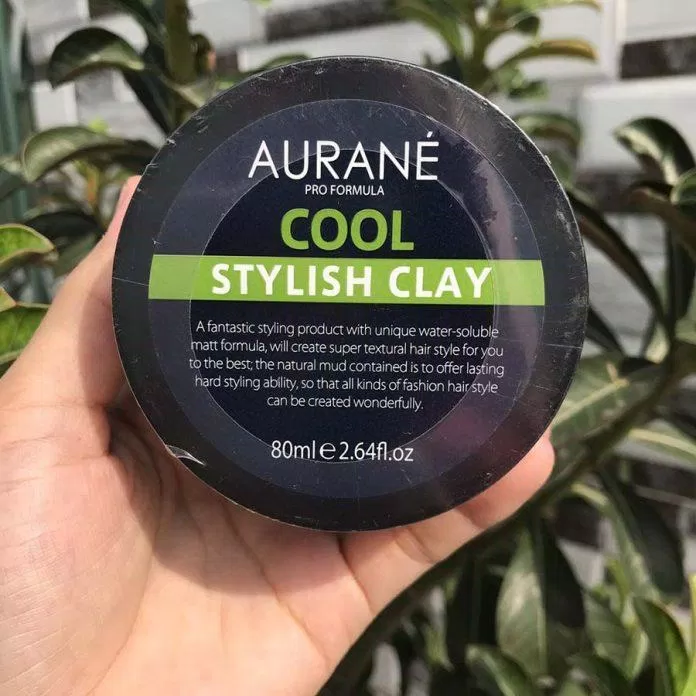 AURANÉ
PRO FORMULA
COOL
STYLISH CLAY
A fantastic styling product with unique water-soluble
matt formula, will create super textural hair style for you
to the best; the natural mud contained is to offer lasting
hard styling ability, so that all kinds of fashion hair style
can be created wonderfully.
80ml℮2.64fl.oz